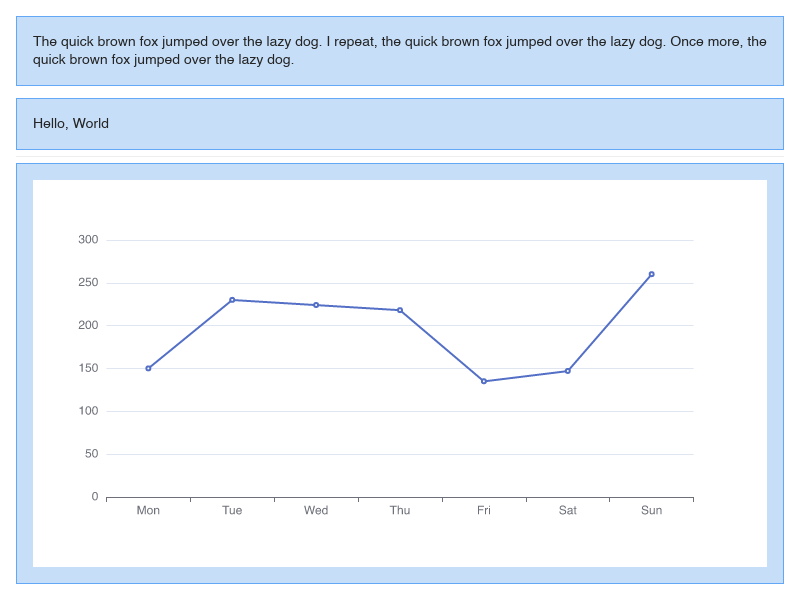 The quick brown fox jumped over the lazy dog. I repeat, the quick brown fox jumped over the lazy dog. Once more, the
quick brown fox jumped over the lazy dog.
Hello, World
300
250
200
150
100
50
0
Mon Tue Wed Thu Fri Sat Sun